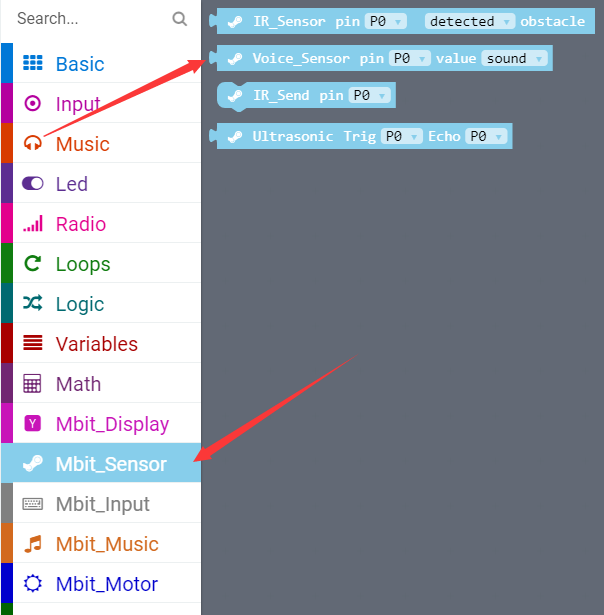 Search...
Basic
Input
Music
Led
Radio
Loops
Logic
Variables
Math
Mbit_Display
Mbit_Sensor
Mbit_Input
Mbit_Music
Mbit_Motor
IR_Sensor pin P0 detected obstacle
Voice_Sensor pin P0 value sound
IR_Send pin P0
Ultrasonic Trig P0 Echo P0